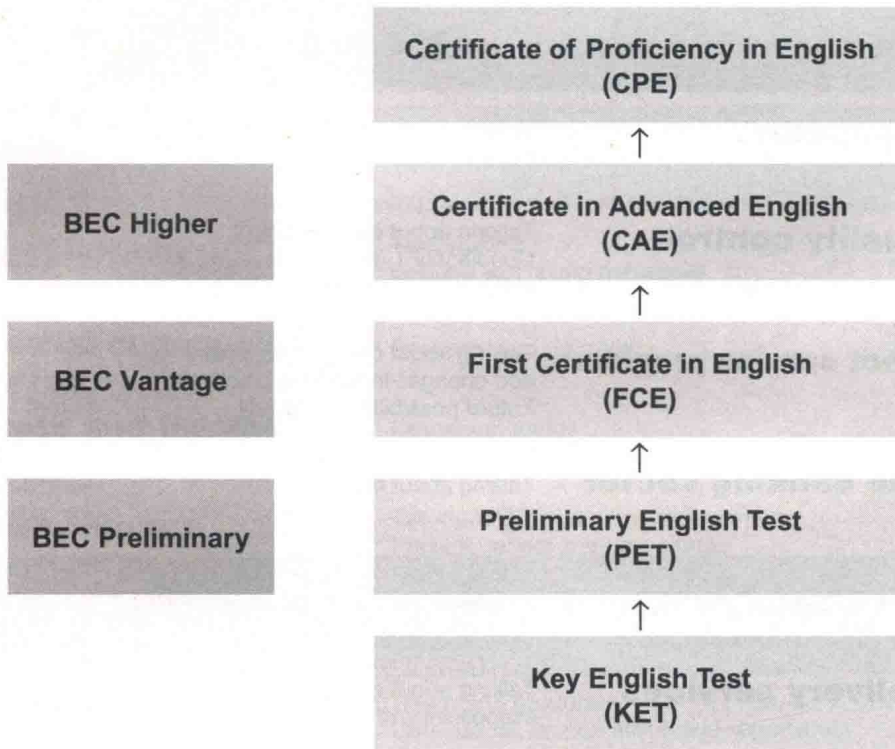 Certificate of Proficiency in English
(CPE)
BEC Higher
Certificate in Advanced English
(CAE)
BEC Vantage
First Certificate in English
(FCE)
BEC Preliminary
Preliminary English Test
(PET)
Key English Test
(KET)